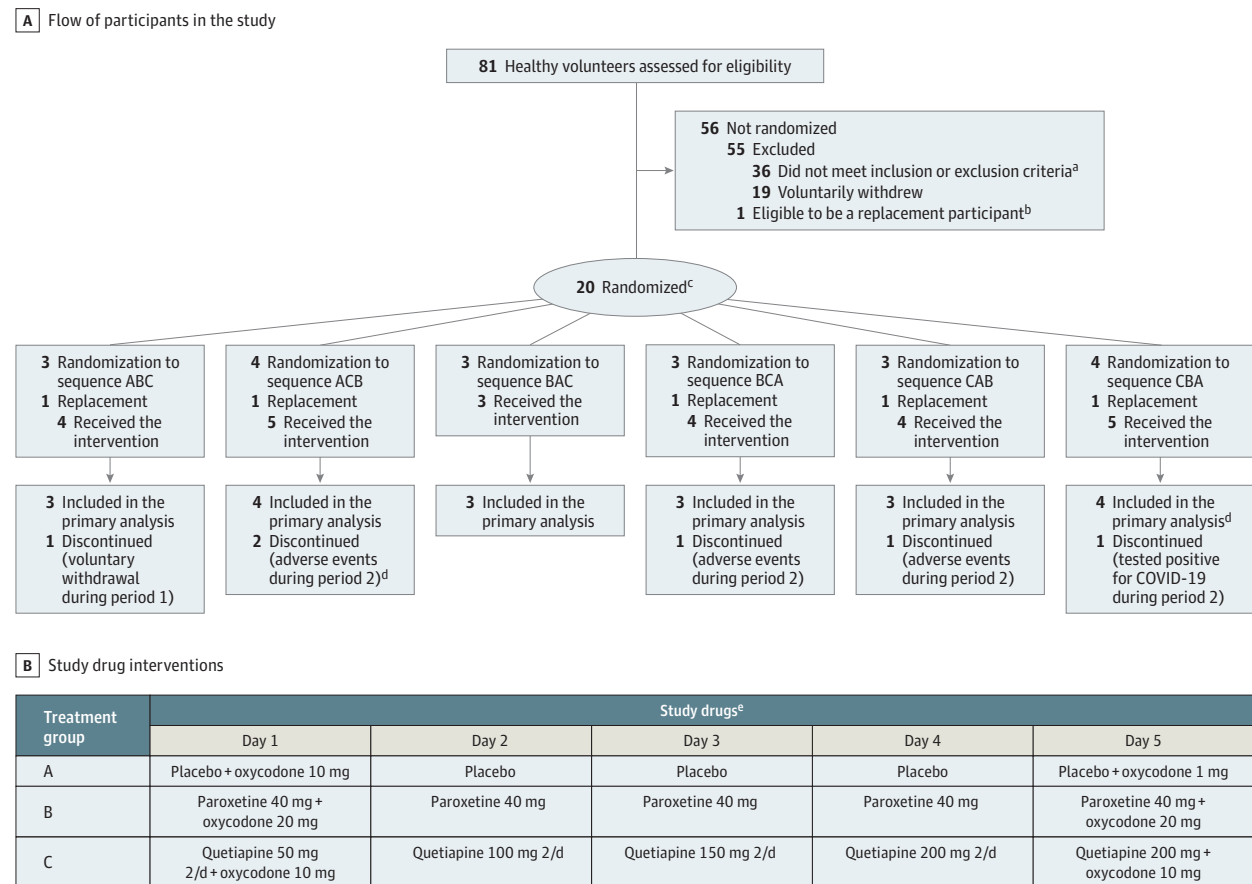 A Flow of participants in the study
81 Healthy volunteers assessed for eligibility
56 Not randomized
55 Excluded
36 Did not meet inclusion or exclusion criteriaa
19 Voluntarily withdrew
1 Eligible to be a replacement participantb
20 Randomizedc
3 Randomization to
sequence ABC
1 Replacement
4 Received the
intervention
4 Randomization to
sequence ACB
1 Replacement
5 Received the
intervention
3 Randomization to
sequence BAC
3 Received the
intervention
3 Randomization to
sequence BCA
1 Replacement
4 Received the
intervention
3 Randomization to
sequence CAB
1 Replacement
4 Received the
intervention
4 Randomization to
sequence CBA
1 Replacement
5 Received the
intervention
3 Included in the
primary analysis
1 Discontinued
(voluntary
withdrawal
during period 1)
4 Included in the
primary analysis
2 Discontinued
(adverse events
during period 2)d
3 Included in the
primary analysis
3 Included in the
primary analysis
1 Discontinued
(adverse events
during period 2)
3 Included in the
primary analysis
1 Discontinued
(adverse events
during period 2)
4 Included in the
primary analysisd
1 Discontinued
(tested positive
for COVID-19
during period 2)
B Study drug interventions
Treatment
group
Study drugse
Day 1 Day 2 Day 3 Day 4 Day 5
A Placebo + oxycodone 10 mg Placebo Placebo Placebo Placebo + oxycodone 1 mg
B
Paroxetine 40 mg +
oxycodone 20 mg
Paroxetine 40 mg
Paroxetine 40 mg
Paroxetine 40 mg
Paroxetine 40 mg +
oxycodone 20 mg
C
Quetiapine 50 mg
2/d + oxycodone 10 mg
Quetiapine 100 mg 2/d
Quetiapine 150 mg 2/d
Quetiapine 200 mg 2/d
Quetiapine 200 mg +
oxycodone 10 mg